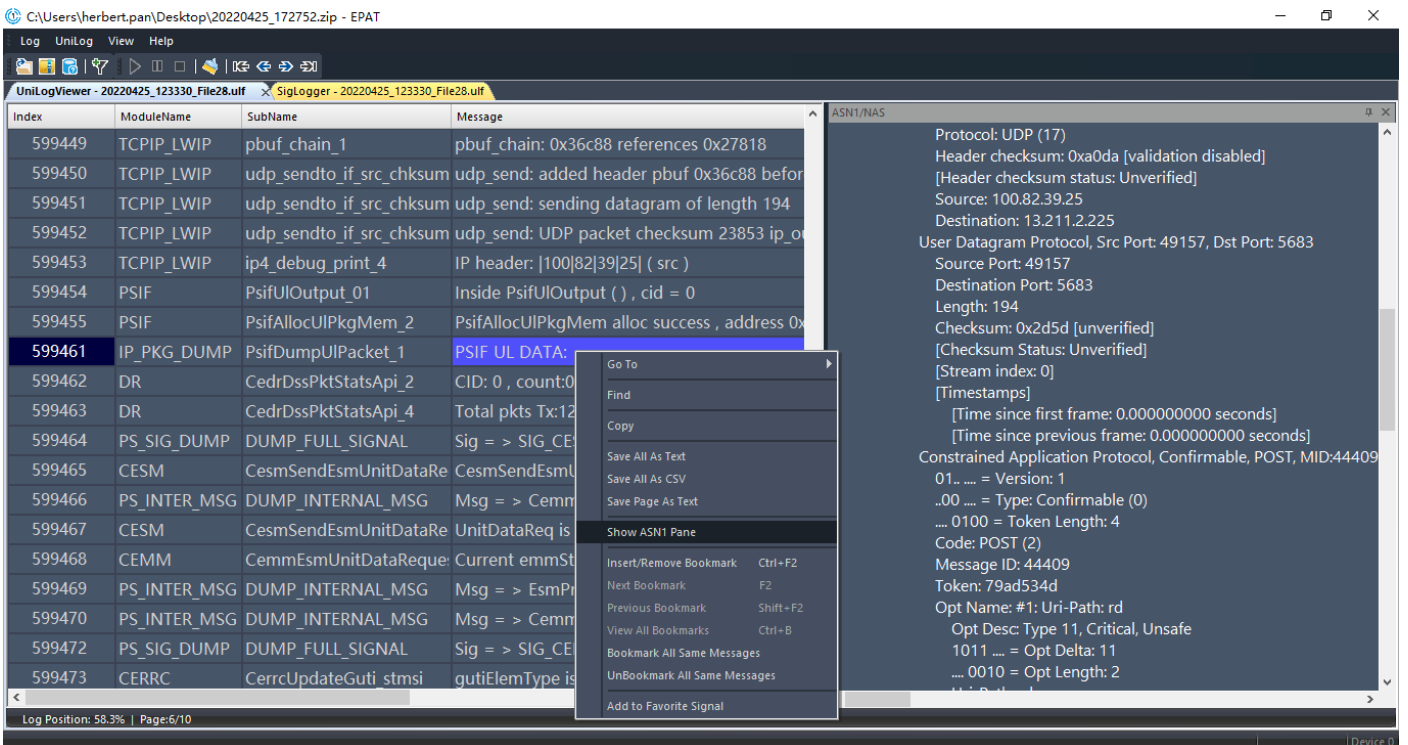 C:\Users\herbert.pan\Desktop\20220425_172752.zip - EPAT
Log UniLog View Help
UniLogViewer - 20220425_123330_File28.ulf SigLogger - 20220425_123330_File28.ulf
Index ModuleName SubName Message
599449 TCPIP_LWIP pbuf_chain_1 pbuf_chain: 0x36c88 references 0x27818
599450 TCPIP_LWIP udp_sendto_if_src_chksum udp_send: added header pbuf 0x36c88 befor
599451 TCPIP_LWIP udp_sendto_if_src_chksum udp_send: sending datagram of length 194
599452 TCPIP_LWIP udp_sendto_if_src_chksum udp_send: UDP packet checksum 23853 ip_ou
599453 TCPIP_LWIP ip4_debug_print_4 IP header: |100|82|39|25| ( src )
599454 PSIF PsifUlOutput_01 Inside PsifUlOutput ( ) , cid = 0
599455 PSIF PsifAllocUlPkgMem_2 PsifAllocUlPkgMem alloc success , address 0x
599461 IP_PKG_DUMP PsifDumpUlPacket_1 PSIF UL DATA:
599462 DR CedrDssPktStatsApi_2 CID: 0 , count:0
599463 DR CedrDssPktStatsApi_4 Total pkts Tx:12
599464 PS_SIG_DUMP DUMP_FULL_SIGNAL Sig = > SIG_CES
599465 CESM CesmSendEsmUnitDataRe CesmSendEsmU
599466 PS_INTER_MSG DUMP_INTERNAL_MSG Msg = > Cemm
599467 CESM CesmSendEsmUnitDataRe UnitDataReq is
599468 CEMM CemmEsmUnitDataReque Current emmSt
599469 PS_INTER_MSG DUMP_INTERNAL_MSG Msg = > EsmPr
599470 PS_INTER_MSG DUMP_INTERNAL_MSG Msg = > Cemm
599472 PS_SIG_DUMP DUMP_FULL_SIGNAL Sig = > SIG_CE
599473 CERRC CerrcUpdateGuti_stmsi gutiElemType is
Go To
Find
Copy
Save All As Text
Save All As CSV
Save Page As Text
Show ASN1 Pane
Insert/Remove Bookmark Ctrl+F2
Next Bookmark F2
Previous Bookmark Shift+F2
View All Bookmarks Ctrl+B
Bookmark All Same Messages
UnBookmark All Same Messages
Add to Favorite Signal
ASN1/NAS
Protocol: UDP (17)
Header checksum: 0xa0da [validation disabled]
[Header checksum status: Unverified]
Source: 100.82.39.25
Destination: 13.211.2.225
User Datagram Protocol, Src Port: 49157, Dst Port: 5683
Source Port: 49157
Destination Port: 5683
Length: 194
Checksum: 0x2d5d [unverified]
[Checksum Status: Unverified]
[Stream index: 0]
[Timestamps]
[Time since first frame: 0.000000000 seconds]
[Time since previous frame: 0.000000000 seconds]
Constrained Application Protocol, Confirmable, POST, MID:44409
01.. .... = Version: 1
..00 .... = Type: Confirmable (0)
.... 0100 = Token Length: 4
Code: POST (2)
Message ID: 44409
Token: 79ad534d
Opt Name: #1: Uri-Path: rd
Opt Desc: Type 11, Critical, Unsafe
1011 .... = Opt Delta: 11
.... 0010 = Opt Length: 2
Log Position: 58.3% | Page:6/10
Device 0